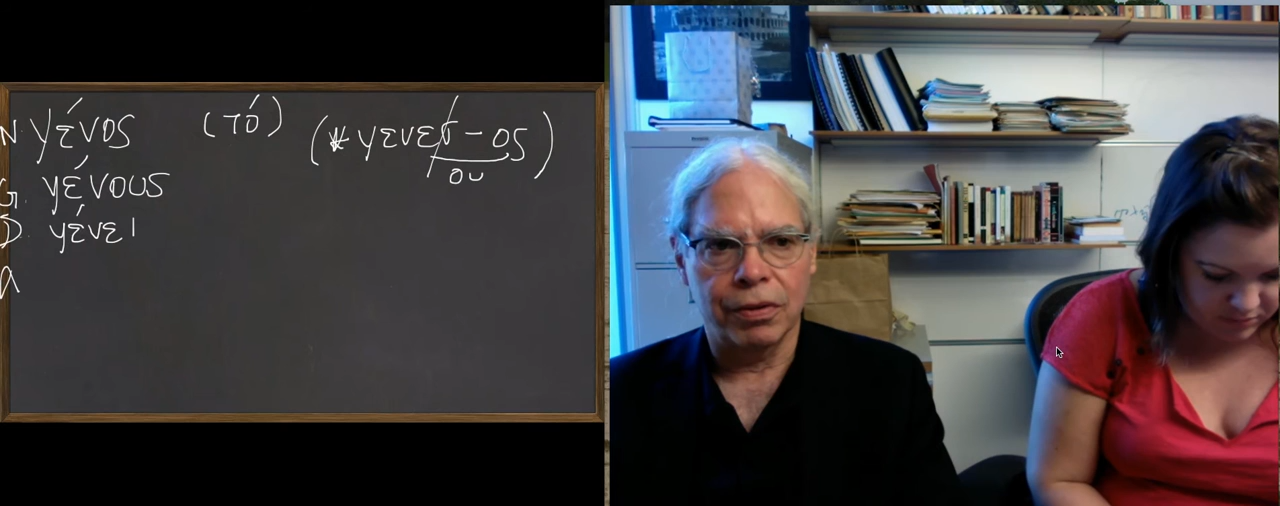 N γένος (τό) (*γενεσ-ος)
ου
G. γένους
D. γένει
A